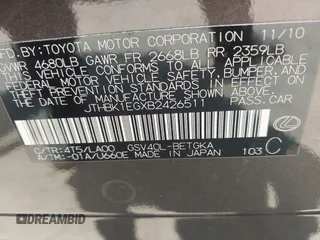 MFD. BY: TOYOTA MOTOR CORPORATION 11/10
GVWR 4680LB GAWR FR 2668LB RR 2359LB
THIS VEHICLE CONFORMS TO ALL APPLICABLE
FEDERAL MOTOR VEHICLE SAFETY, BUMPER, AND
THEFT PREVENTION STANDARDS IN EFFECT ON
THE DATE OF MANUFACTURE SHOWN ABOVE.
JTHBK1EGXB2426511 PASS. CAR
C/TR:4T5/LA00 GSV40L-BETGKA
A/TM:-01A/U660E MADE IN JAPAN 103 C
DREAMBID